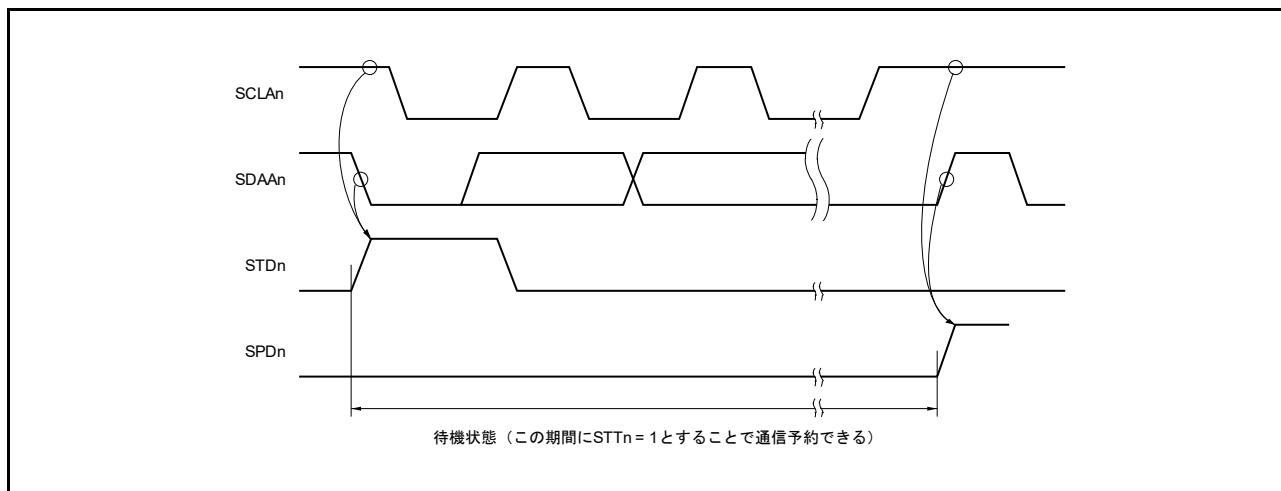 SCLAn
SDAAn
STDn
SPDn
待機状態（この期間にSTTn = 1とすることで通信予約できる）